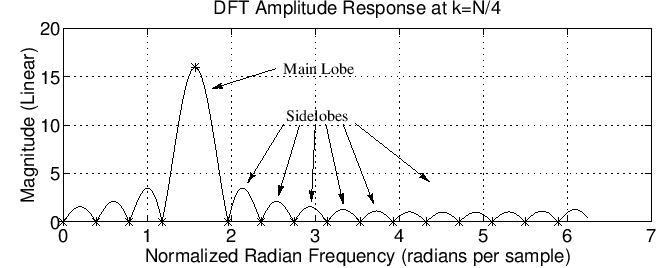 DFT Amplitude Response at k=N/4
20
15
10
5
0
Magnitude (Linear)
Main Lobe
Sidelobes
0 1 2 3 4 5 6 7
Normalized Radian Frequency (radians per sample)